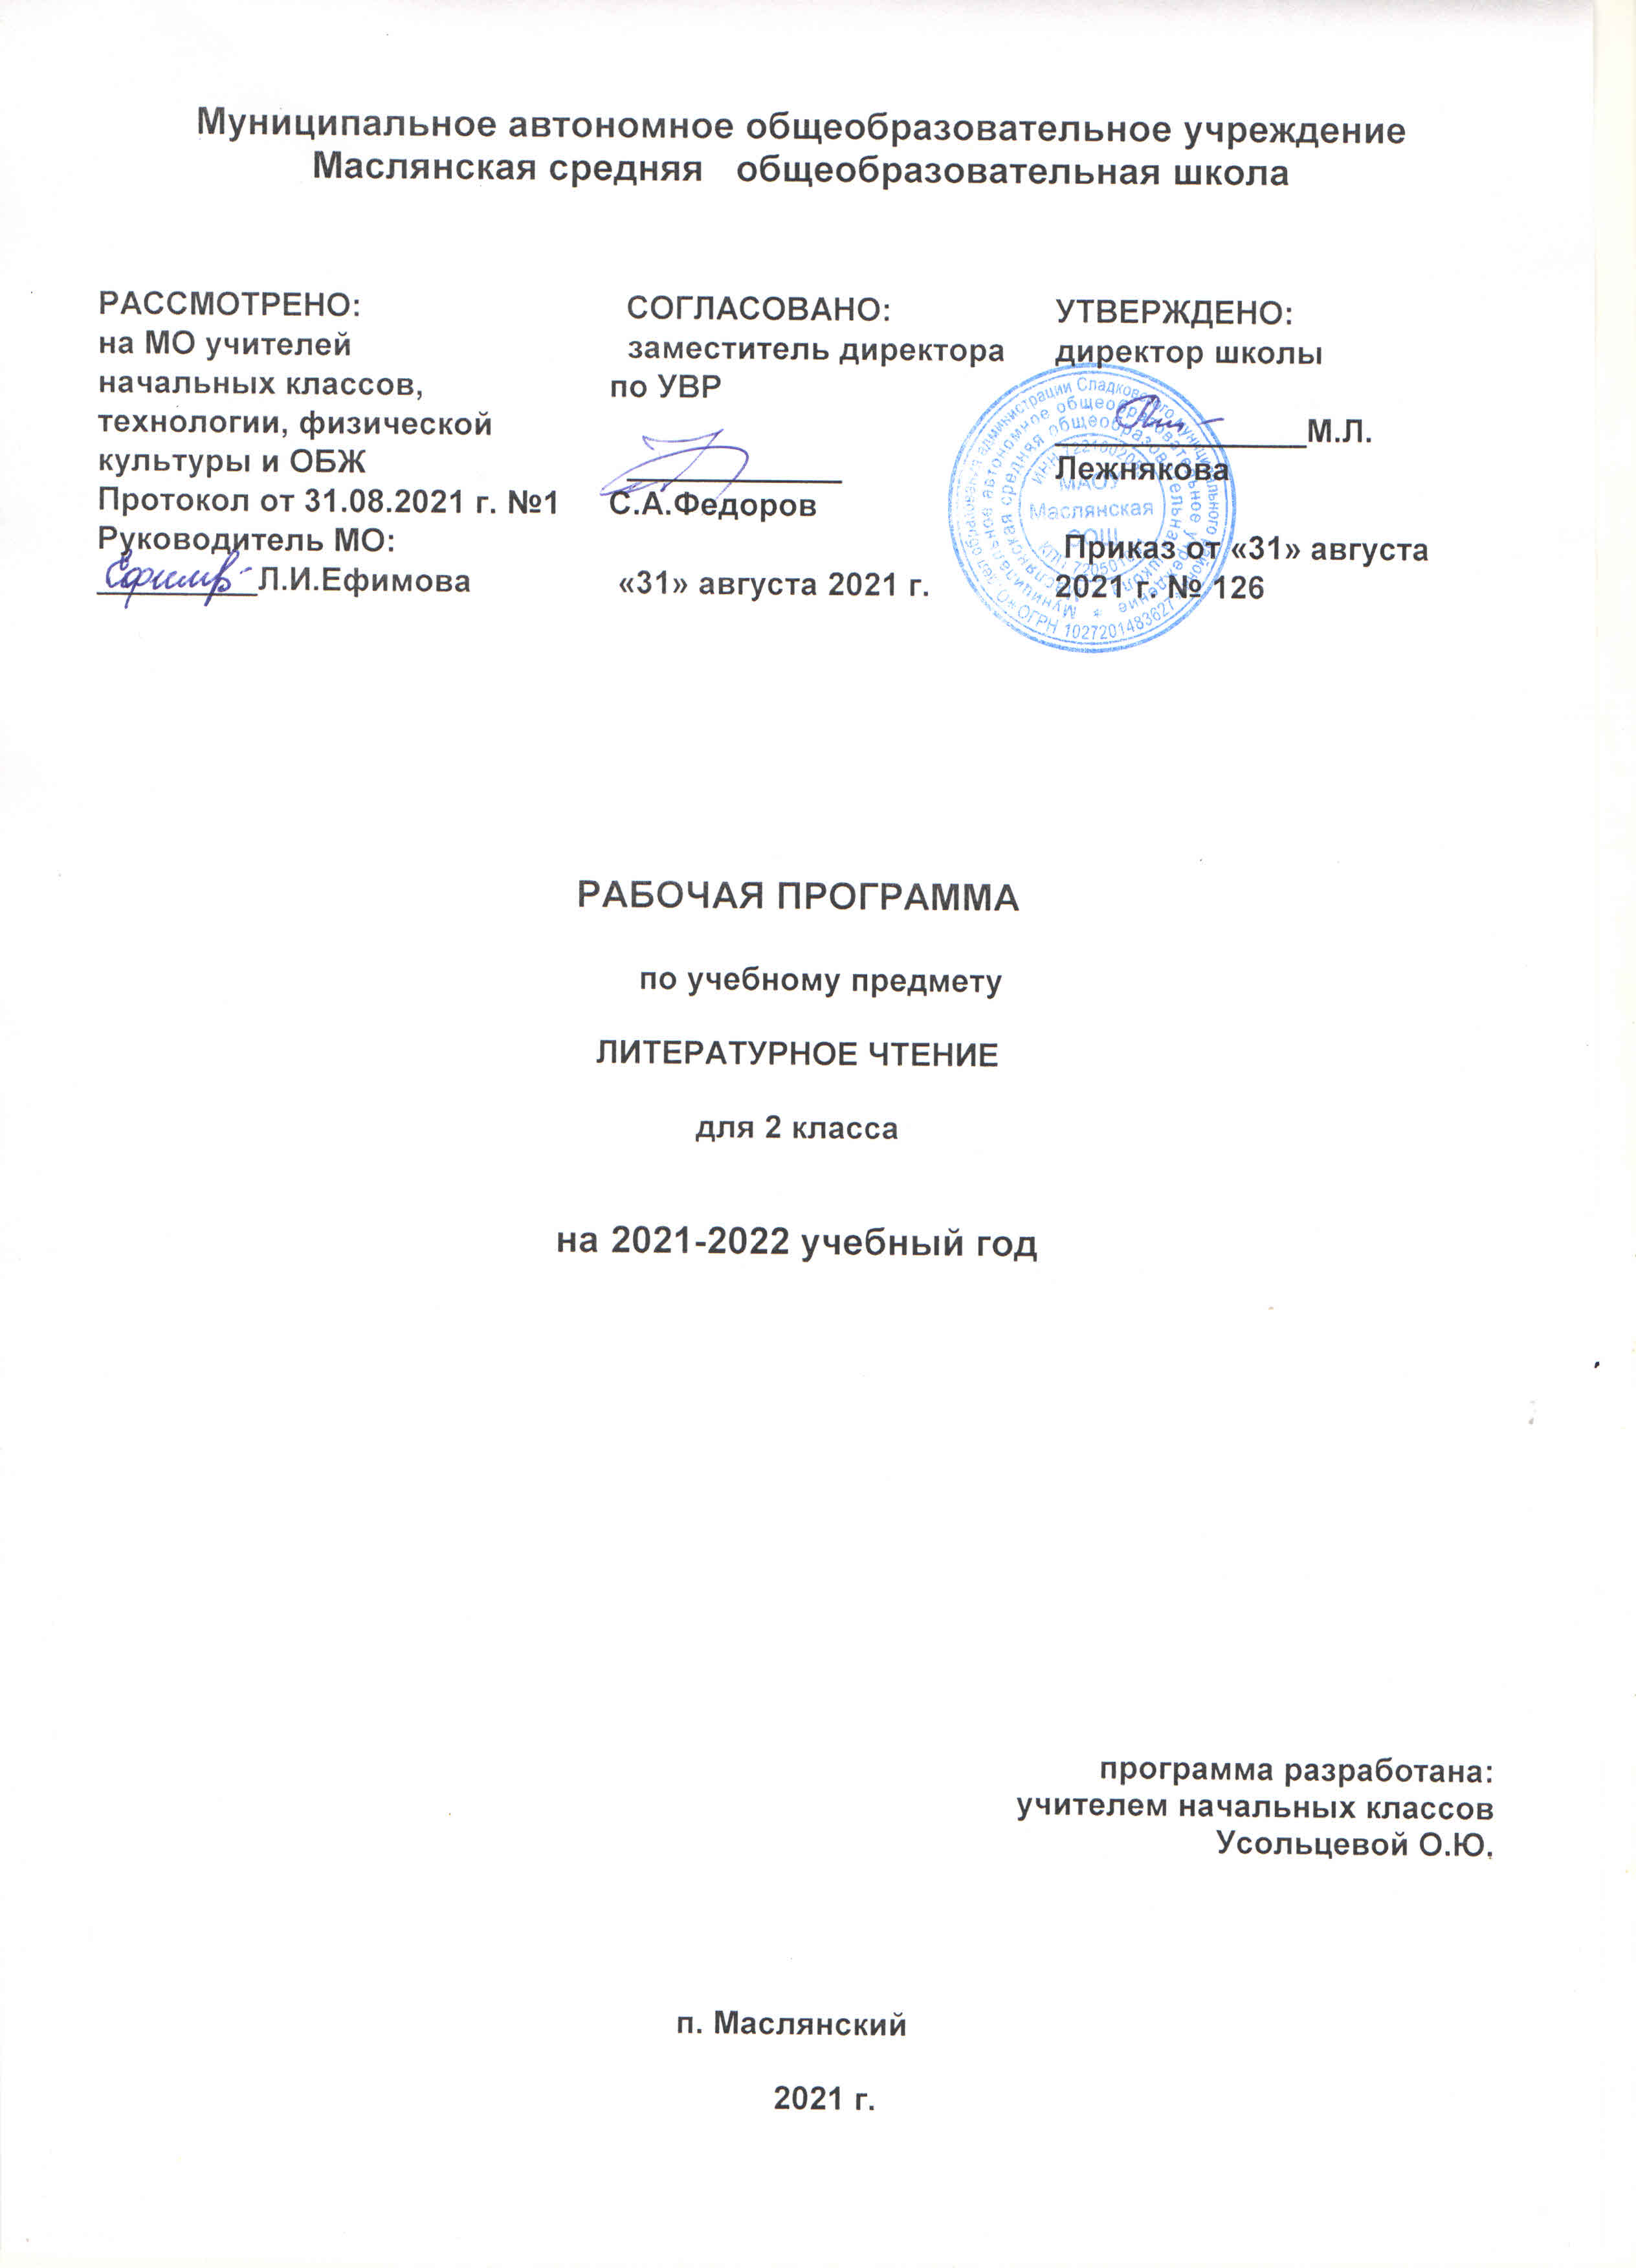 Муниципальное автономное общеобразовательное учреждение
Маслянская средняя общеобразовательная школа
РАССМОТРЕНО:
на МО учителей
начальных классов,
технологии, физической
культуры и ОБЖ
Протокол от 31.08.2021 г. №1
Руководитель МО:
Л.И.Ефимова
СОГЛАСОВАНО:
заместитель директора
по УВР
С.А.Федоров
«31» августа 2021 г.
УТВЕРЖДЕНО:
директор школы
М.Л.
Лежнякова
Приказ от «31» августа
2021 г. № 126
МАОУ
Маслянская
СОШ
ОГРН 1027201483627
РАБОЧАЯ ПРОГРАММА
по учебному предмету
ЛИТЕРАТУРНОЕ ЧТЕНИЕ
для 2 класса
на 2021-2022 учебный год
программа разработана:
учителем начальных классов
Усольцевой О.Ю.
п. Маслянский
2021 г.